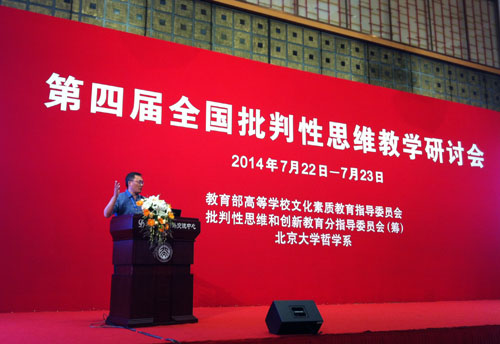 第四届全国批判性思维教学研讨会
2014年7月22日—7月23日
教育部高等学校文化素质教育指导委员会
批判性思维和创新教育分指导委员会(筹)
北京大学哲学系